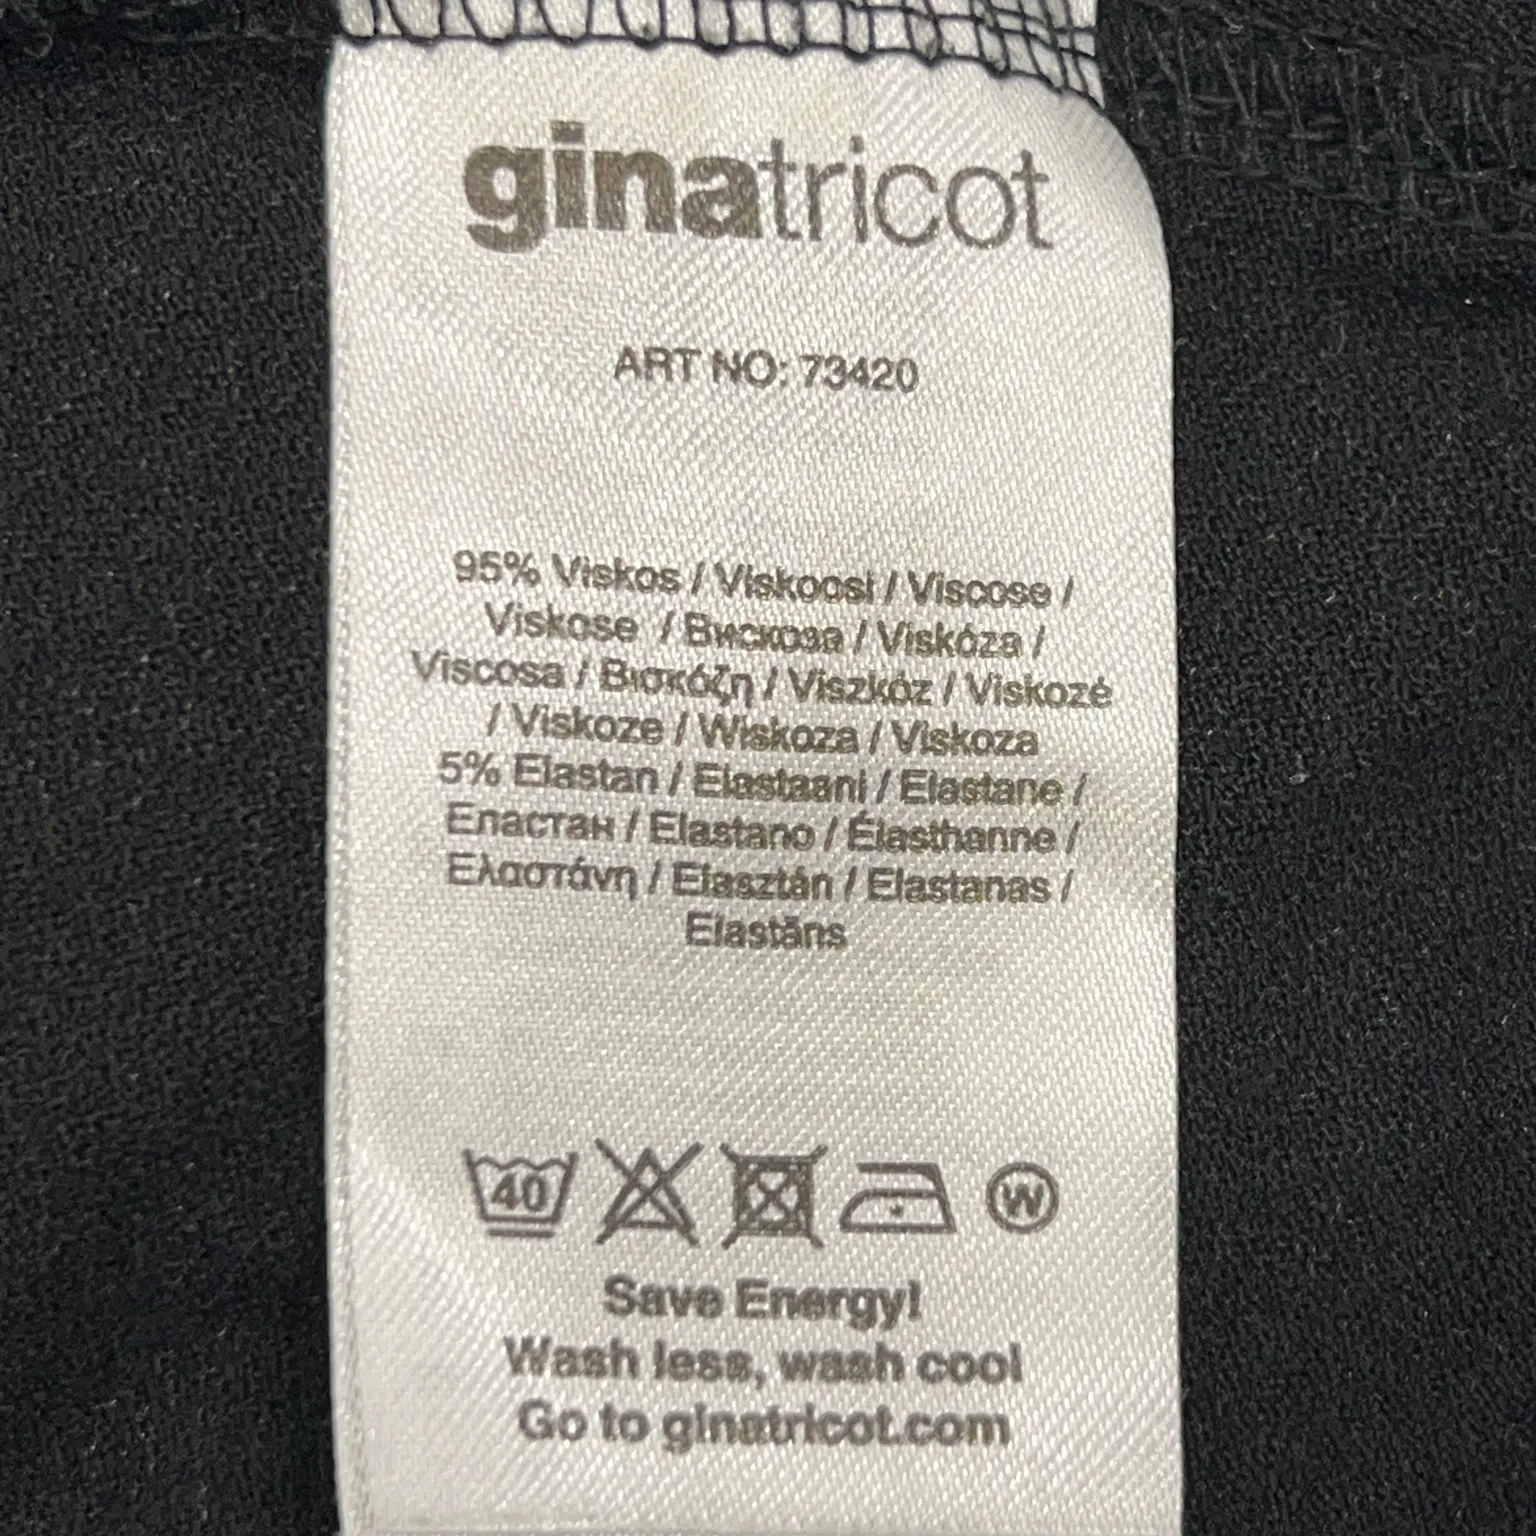 ginatricot
ART NO: 73420
95% Viskos / Viskoosi / Viscose /
Viskose / Вискоза / Viskóza /
Viscosa / Βισκόζη / Viszkóz / Viskozé
/ Viskoze / Wiskoza / Viskoza
5% Elastan / Elastaani / Elastane /
Еластан / Elastano / Élasthanne /
Ελαστάνη / Elasztán / Elastanas /
Elastāns
40 W
Save Energy!
Wash less, wash cool
Go to ginatricot.com